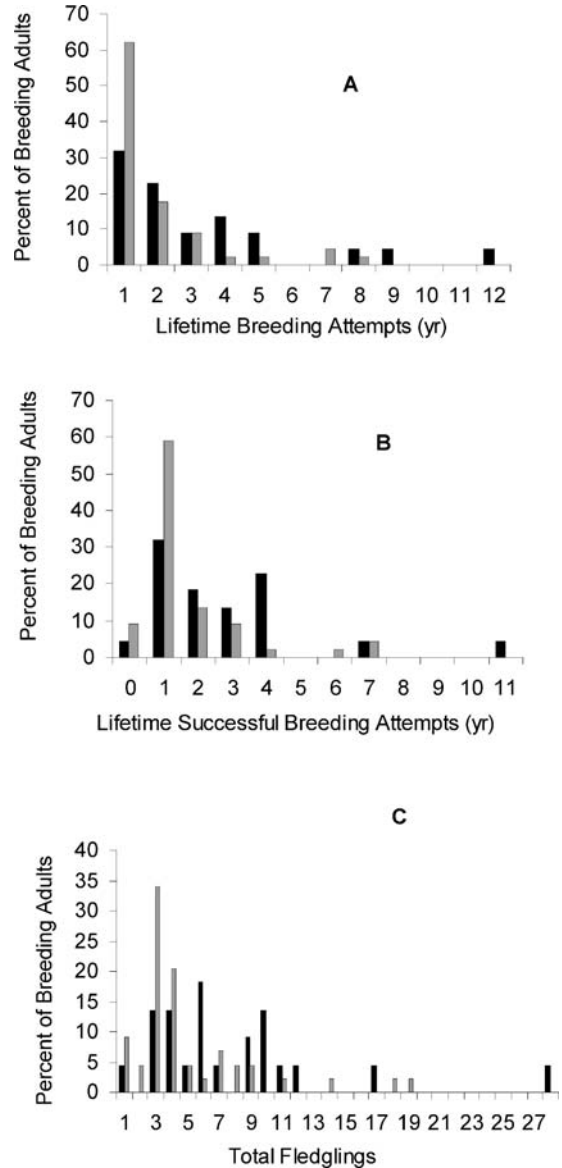 A
Percent of Breeding Adults
70
60
50
40
30
20
10
0
1 2 3 4 5 6 7 8 9 10 11 12
Lifetime Breeding Attempts (yr)
B
Percent of Breeding Adults
70
60
50
40
30
20
10
0
0 1 2 3 4 5 6 7 8 9 10 11
Lifetime Successful Breeding Attempts (yr)
C
Percent of Breeding Adults
40
35
30
25
20
15
10
5
0
1 3 5 7 9 11 13 15 17 19 21 23 25 27
Total Fledglings